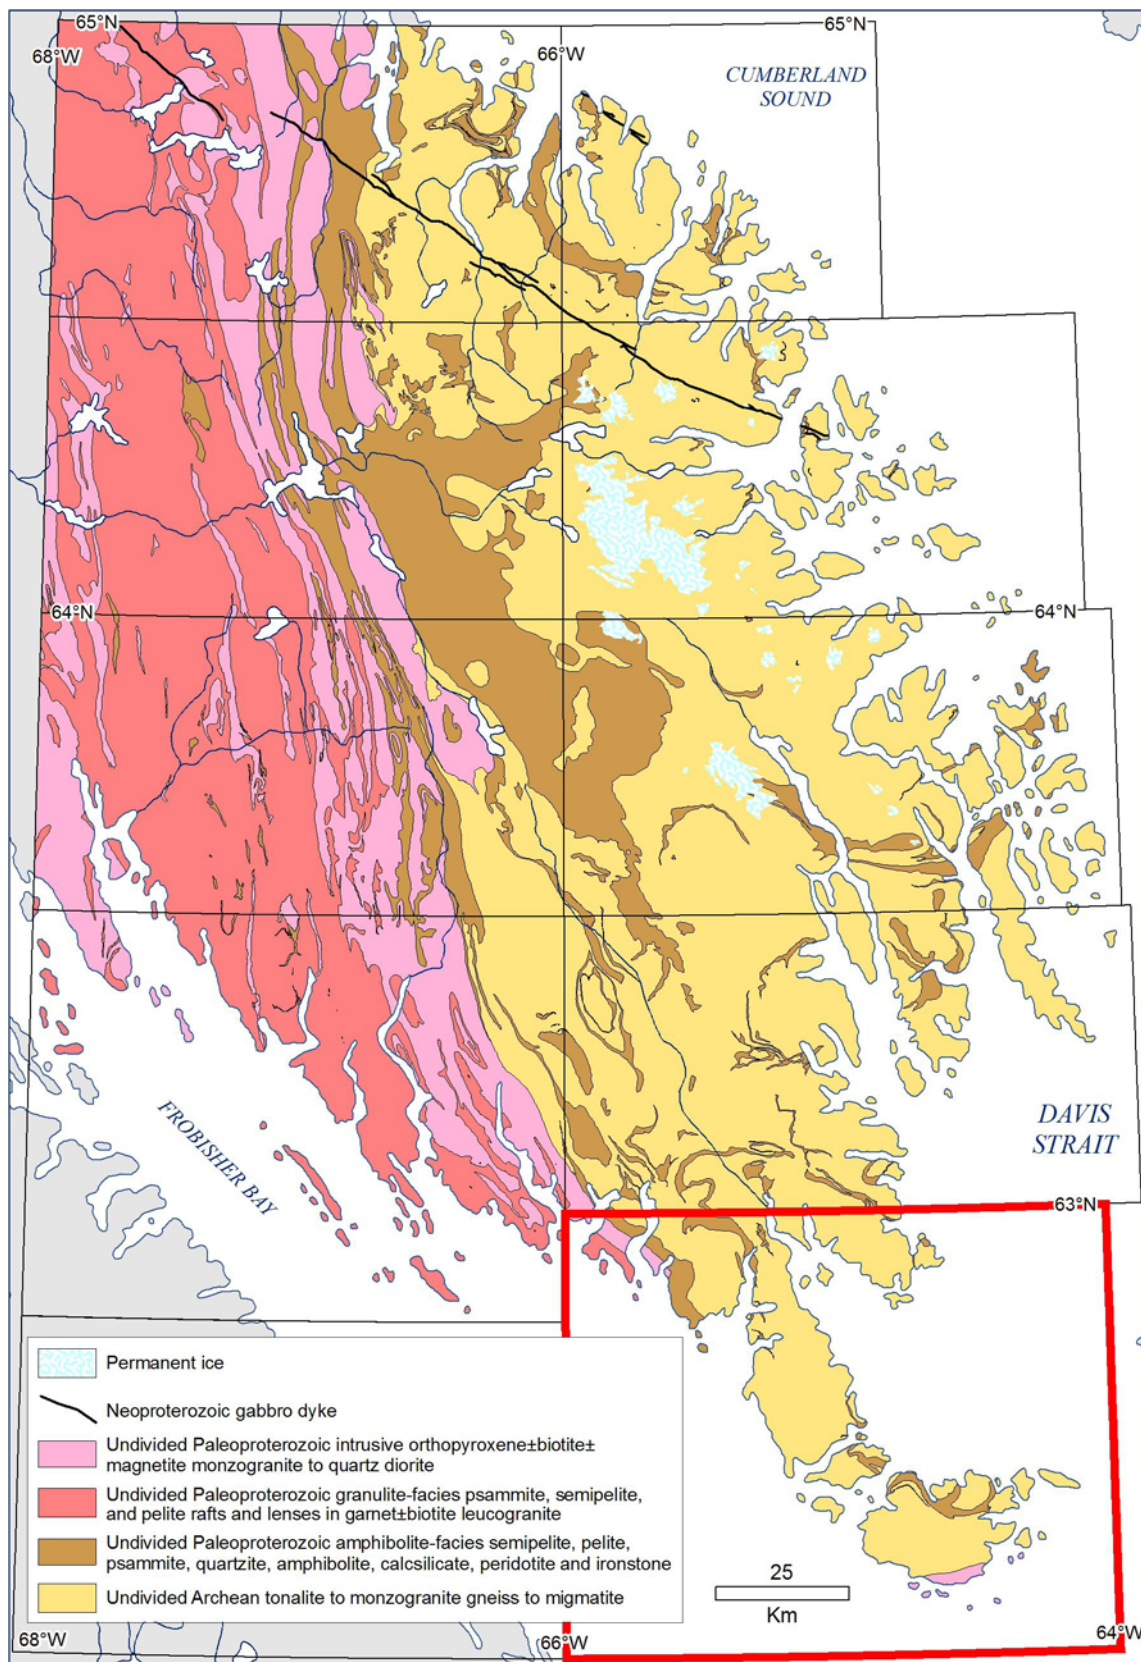 65°N
65°N
68°W
66°W
CUMBERLAND
SOUND
64°N
64°N
FROBISHER BAY
DAVIS
STRAIT
63°N
Permanent ice
Neoproterozoic gabbro dyke
Undivided Paleoproterozoic intrusive orthopyroxene±biotite±
magnetite monzogranite to quartz diorite
Undivided Paleoproterozoic granulite-facies psammite, semipelite,
and pelite rafts and lenses in garnet±biotite leucogranite
Undivided Paleoproterozoic amphibolite-facies semipelite, pelite,
psammite, quartzite, amphibolite, calcsilicate, peridotite and ironstone
Undivided Archean tonalite to monzogranite gneiss to migmatite
25
Km
68°W
66°W
64°W